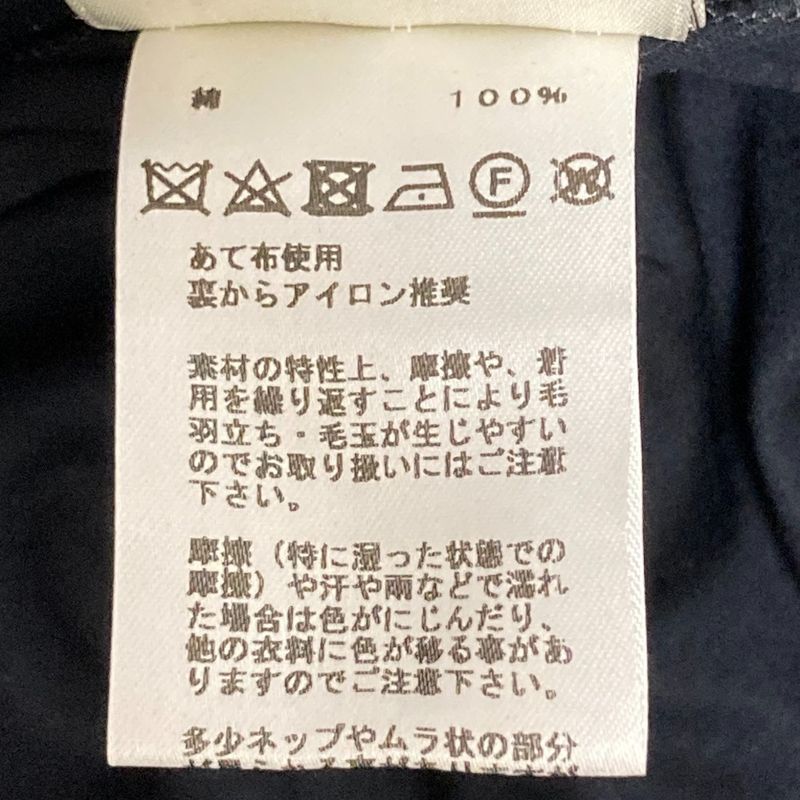 綿 100%
F W
あて布使用
裏からアイロン推奨
素材の特性上、摩擦や、着
用を繰り返すことにより毛
羽立ち・毛玉が生じやすい
のでお取り扱いにはご注意
下さい。
摩擦(特に湿った状態での
摩擦)や汗や雨などで濡れ
た場合は色がにじんだり、
他の衣料に色が移る事があ
りますのでご注意下さい。
多少ネップやムラ状の部分